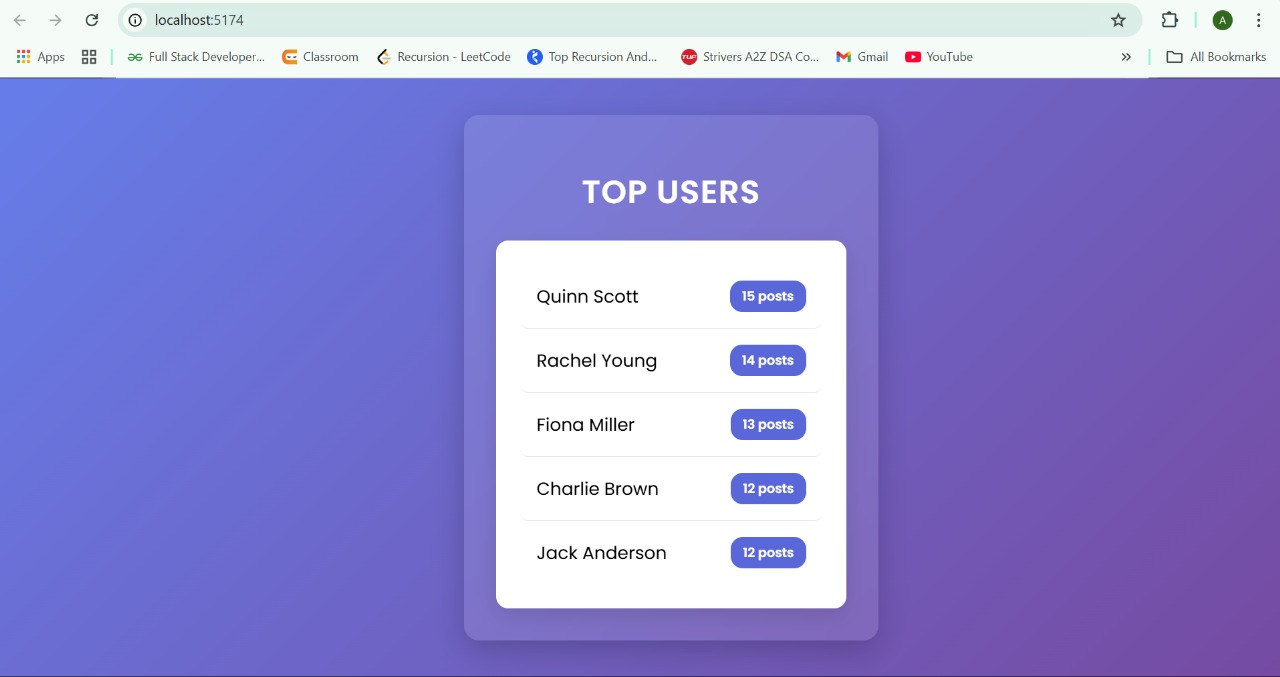 localhost:5174
A
Apps
Full Stack Developer...
Classroom
Recursion - LeetCode
Top Recursion And...
TUF
Strivers A2Z DSA Co...
Gmail
YouTube
»
All Bookmarks
TOP USERS
Quinn Scott 15 posts
Rachel Young 14 posts
Fiona Miller 13 posts
Charlie Brown 12 posts
Jack Anderson 12 posts